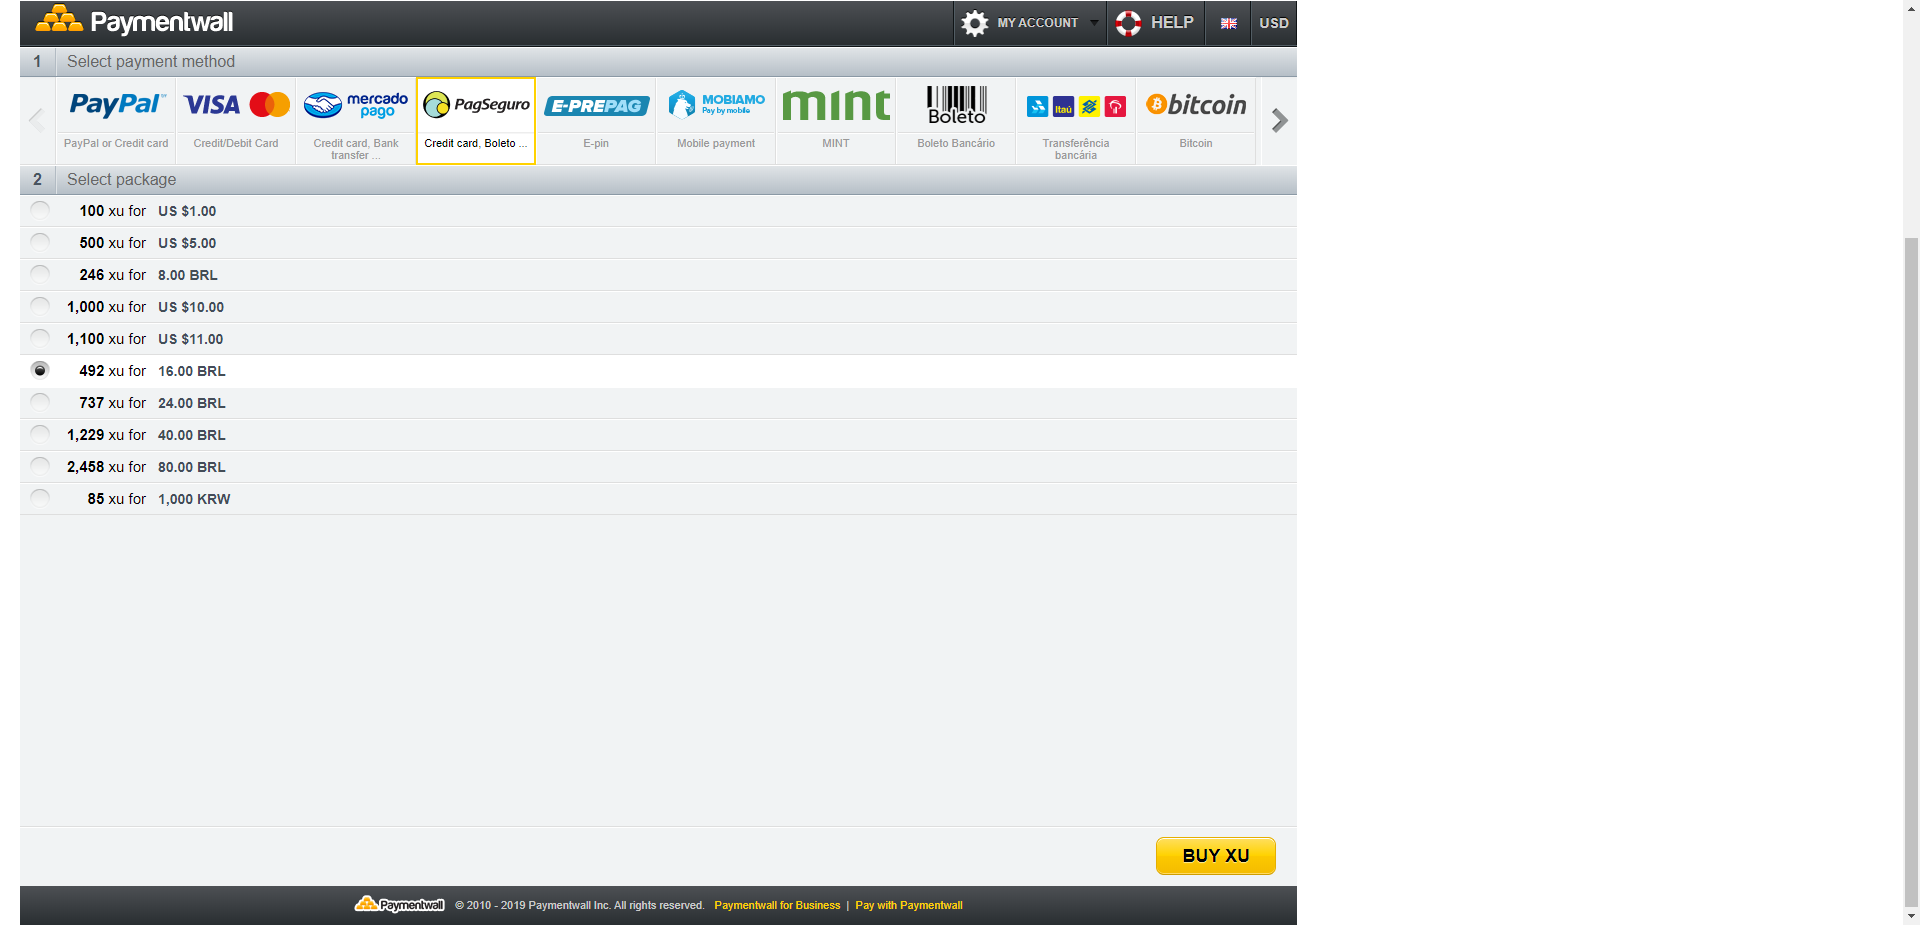 Paymentwall
MY ACCOUNT
HELP
USD
1 Select payment method
PayPal
VISA
mercado
pago
PagSeguro
E-PREPAG
MOBIAMO
Pay by mobile
mint
Boleto
Itaú
bitcoin
PayPal or Credit card
Credit/Debit Card
Credit card, Bank
transfer ...
Credit card, Boleto ...
E-pin
Mobile payment
MINT
Boleto Bancário
Transferência
bancária
Bitcoin
2 Select package
100 xu for US $1.00
500 xu for US $5.00
246 xu for 8.00 BRL
1,000 xu for US $10.00
1,100 xu for US $11.00
492 xu for 16.00 BRL
737 xu for 24.00 BRL
1,229 xu for 40.00 BRL
2,458 xu for 80.00 BRL
85 xu for 1,000 KRW
BUY XU
Paymentwall © 2010 - 2019 Paymentwall Inc. All rights reserved. Paymentwall for Business | Pay with Paymentwall